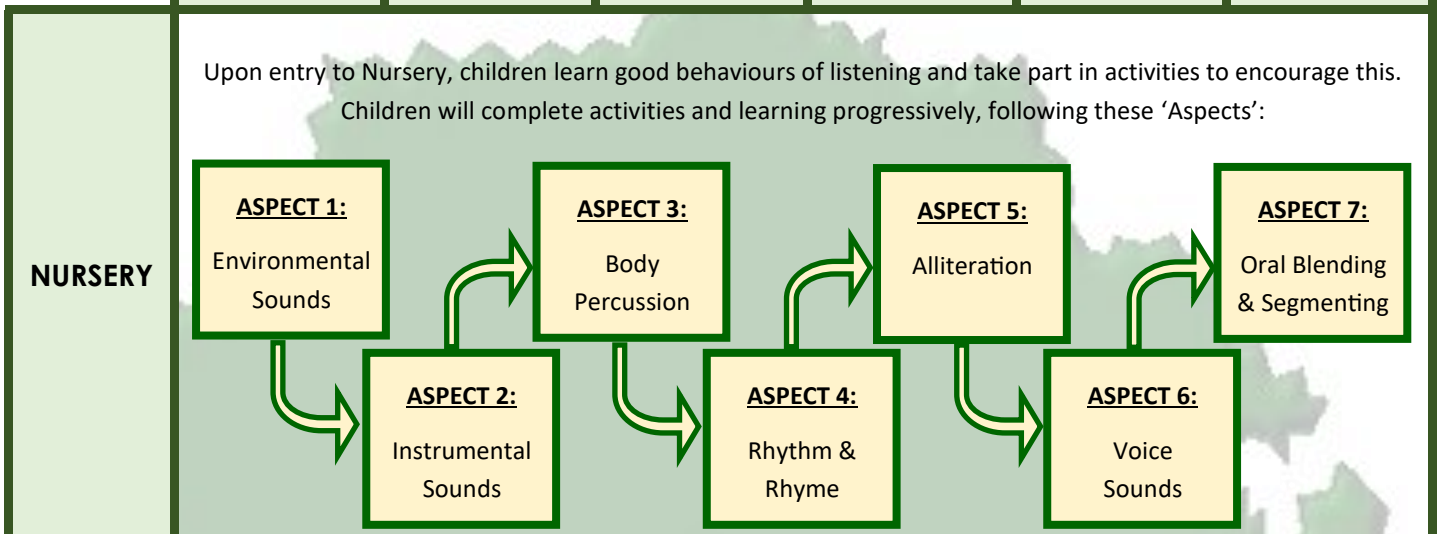 NURSERY
Upon entry to Nursery, children learn good behaviours of listening and take part in activities to encourage this.
Children will complete activities and learning progressively, following these ‘Aspects’:
ASPECT 1:
Environmental
Sounds
ASPECT 2:
Instrumental
Sounds
ASPECT 3:
Body
Percussion
ASPECT 4:
Rhythm &
Rhyme
ASPECT 5:
Alliteration
ASPECT 6:
Voice
Sounds
ASPECT 7:
Oral Blending
& Segmenting